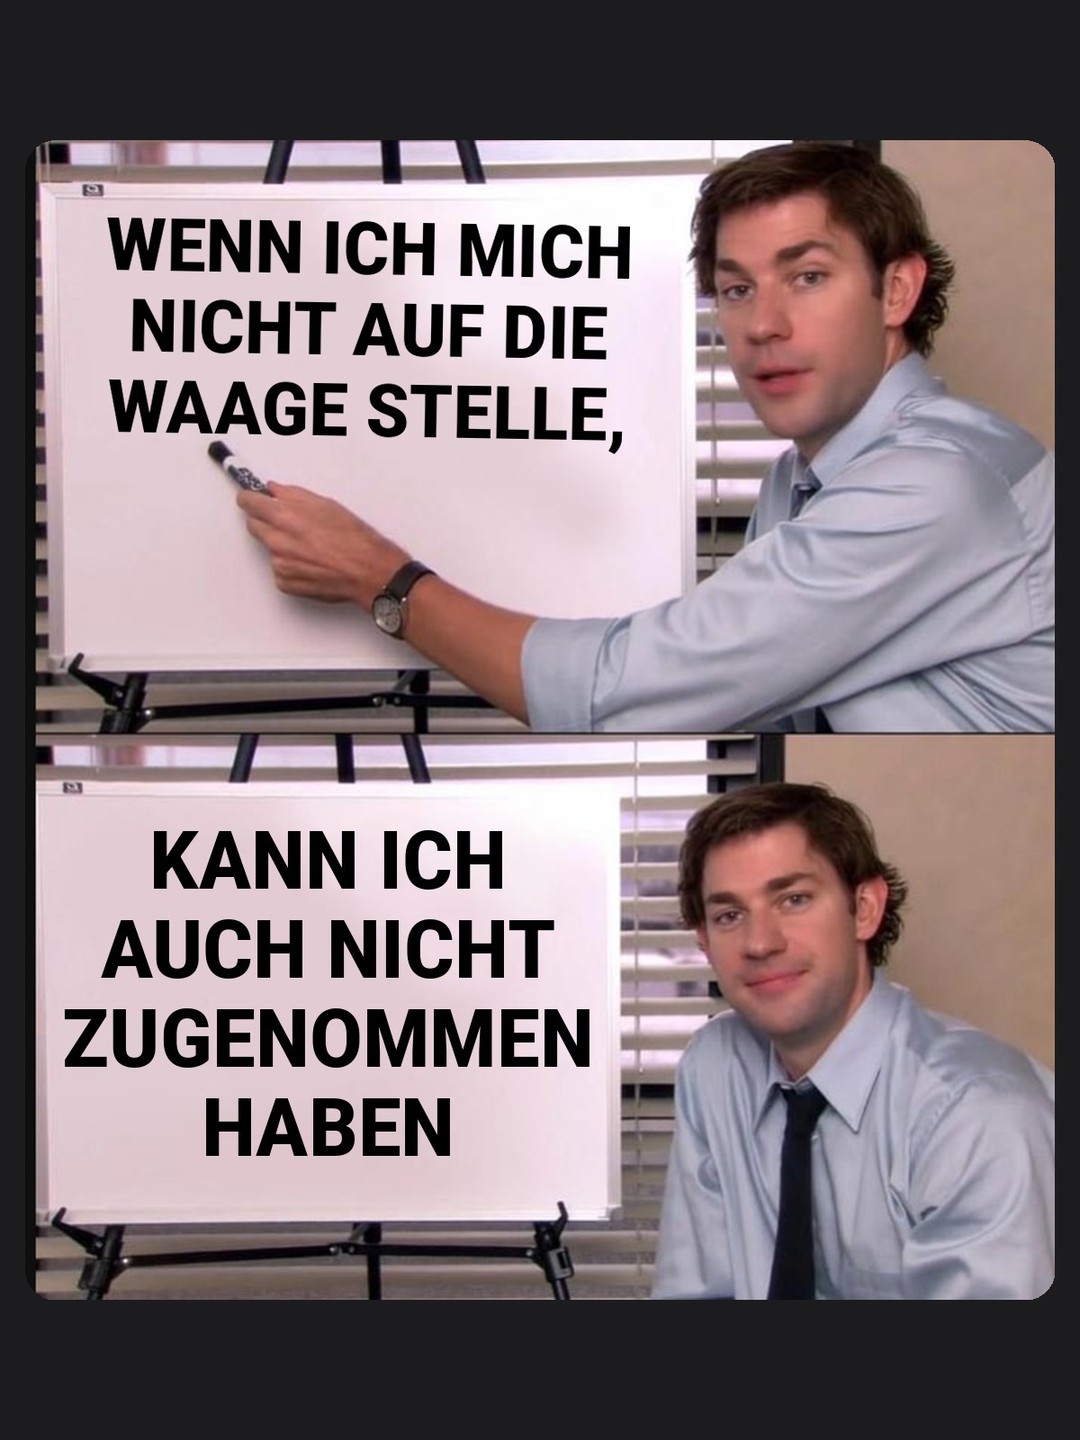 WENN ICH MICH
NICHT AUF DIE
WAAGE STELLE,
KANN ICH
AUCH NICHT
ZUGENOMMEN
HABEN